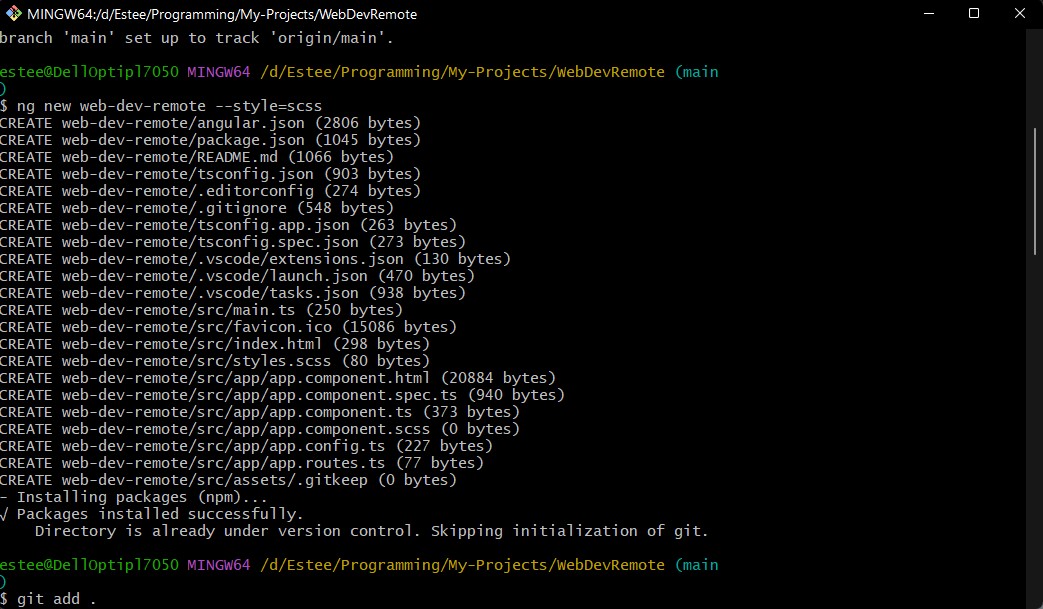 MINGW64:/d/Estee/Programming/My-Projects/WebDevRemote
branch 'main' set up to track 'origin/main'.
estee@DellOptipl7050 MINGW64 /d/Estee/Programming/My-Projects/WebDevRemote (main
)
$ ng new web-dev-remote --style=scss
CREATE web-dev-remote/angular.json (2806 bytes)
CREATE web-dev-remote/package.json (1045 bytes)
CREATE web-dev-remote/README.md (1066 bytes)
CREATE web-dev-remote/tsconfig.json (903 bytes)
CREATE web-dev-remote/.editorconfig (274 bytes)
CREATE web-dev-remote/.gitignore (548 bytes)
CREATE web-dev-remote/tsconfig.app.json (263 bytes)
CREATE web-dev-remote/tsconfig.spec.json (273 bytes)
CREATE web-dev-remote/.vscode/extensions.json (130 bytes)
CREATE web-dev-remote/.vscode/launch.json (470 bytes)
CREATE web-dev-remote/.vscode/tasks.json (938 bytes)
CREATE web-dev-remote/src/main.ts (250 bytes)
CREATE web-dev-remote/src/favicon.ico (15086 bytes)
CREATE web-dev-remote/src/index.html (298 bytes)
CREATE web-dev-remote/src/styles.scss (80 bytes)
CREATE web-dev-remote/src/app/app.component.html (20884 bytes)
CREATE web-dev-remote/src/app/app.component.spec.ts (940 bytes)
CREATE web-dev-remote/src/app/app.component.ts (373 bytes)
CREATE web-dev-remote/src/app/app.component.scss (0 bytes)
CREATE web-dev-remote/src/app/app.config.ts (227 bytes)
CREATE web-dev-remote/src/app/app.routes.ts (77 bytes)
CREATE web-dev-remote/src/assets/.gitkeep (0 bytes)
- Installing packages (npm)...
√ Packages installed successfully.
    Directory is already under version control. Skipping initialization of git.
estee@DellOptipl7050 MINGW64 /d/Estee/Programming/My-Projects/WebDevRemote (main
)
$ git add .